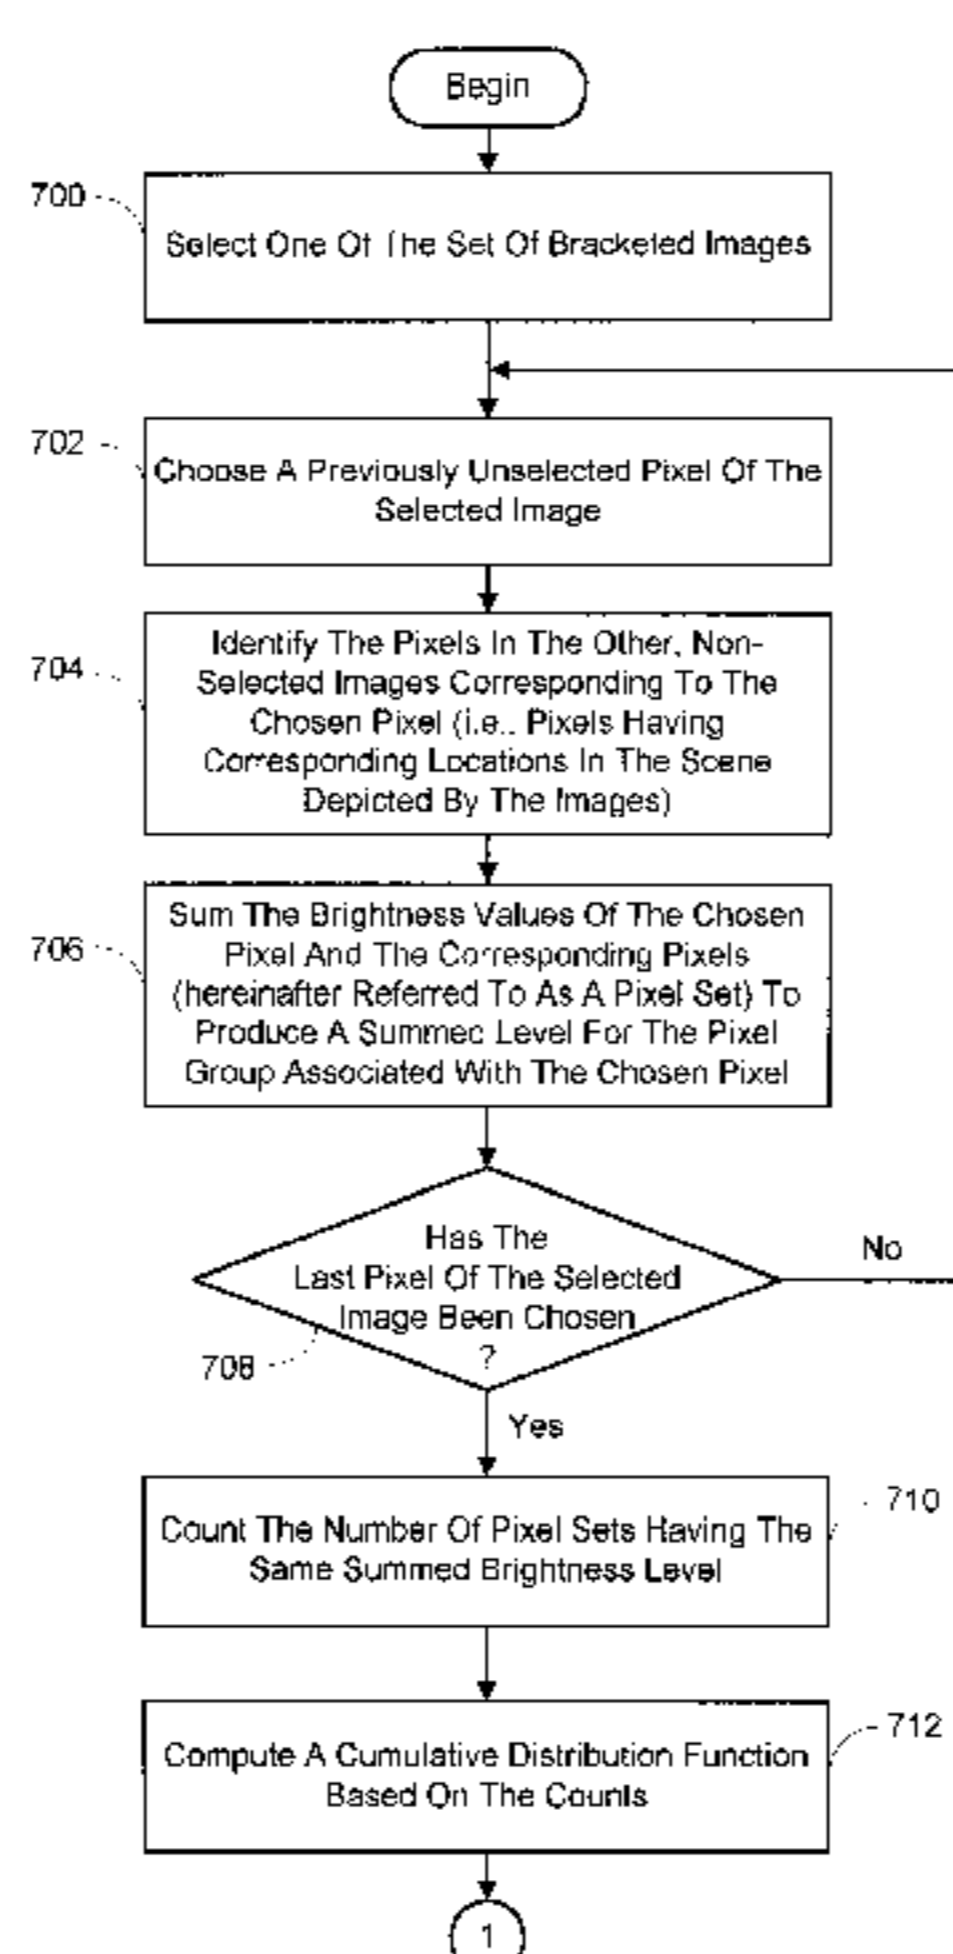 Begin
700
Select One Of The Set Of Bracketed Images
702
Choose A Previously Unselected Pixel Of The
Selected Image
704
Identify The Pixels In The Other, Non-
Selected Images Corresponding To The
Chosen Pixel (i.e., Pixels Having
Corresponding Locations In The Scene
Depicted By The Images)
706
Sum The Brightness Values Of The Chosen
Pixel And The Corresponding Pixels
(hereinafter Referred To As A Pixel Set) To
Produce A Summed Level For The Pixel
Group Associated With The Chosen Pixel
Has The
Last Pixel Of The Selected
Image Been Chosen
?
No
708
Yes
710
Count The Number Of Pixel Sets Having The
Same Summed Brightness Level
712
Compute A Cumulative Distribution Function
Based On The Counts
1